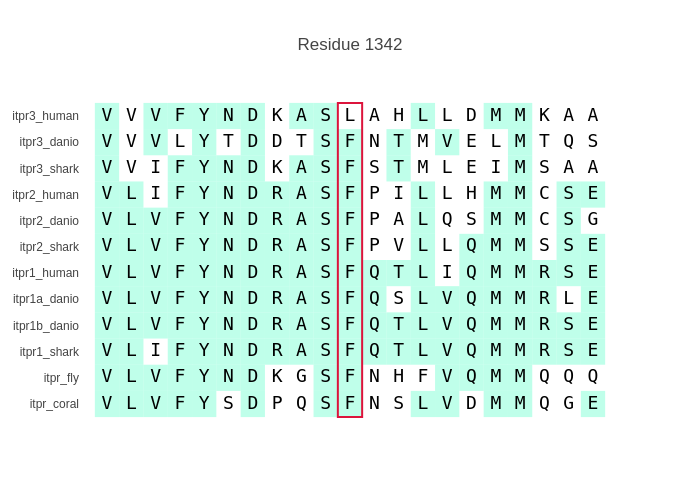 Residue 1342
itpr3_human V V V F Y N D K A S L A H L L D M M K A A
itpr3_danio V V V L Y T D D T S F N T M V E L M T Q S
itpr3_shark V V I F Y N D K A S F S T M L E I M S A A
itpr2_human V L I F Y N D R A S F P I L L H M M C S E
itpr2_danio V L V F Y N D R A S F P A L Q S M M C S G
itpr2_shark V L V F Y N D R A S F P V L L Q M M S S E
itpr1_human V L V F Y N D R A S F Q T L I Q M M R S E
itpr1a_danio V L V F Y N D R A S F Q S L V Q M M R L E
itpr1b_danio V L V F Y N D R A S F Q T L V Q M M R S E
itpr1_shark V L I F Y N D R A S F Q T L V Q M M R S E
itpr_fly V L V F Y N D K G S F N H F V Q M M Q Q Q
itpr_coral V L V F Y S D P Q S F N S L V D M M Q G E